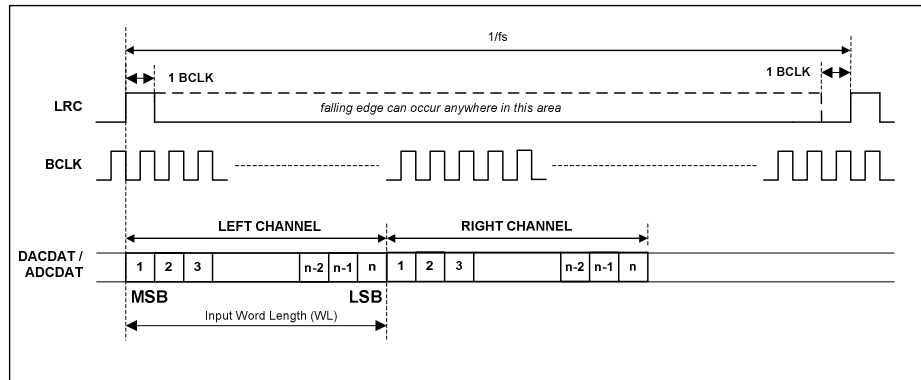 1/fs
1 BCLK
1 BCLK
LRC
falling edge can occur anywhere in this area
BCLK
LEFT CHANNEL
RIGHT CHANNEL
DACDAT /
ADCDAT
1 2 3 n-2 n-1 n 1 2 3 n-2 n-1 n
MSB
LSB
Input Word Length (WL)